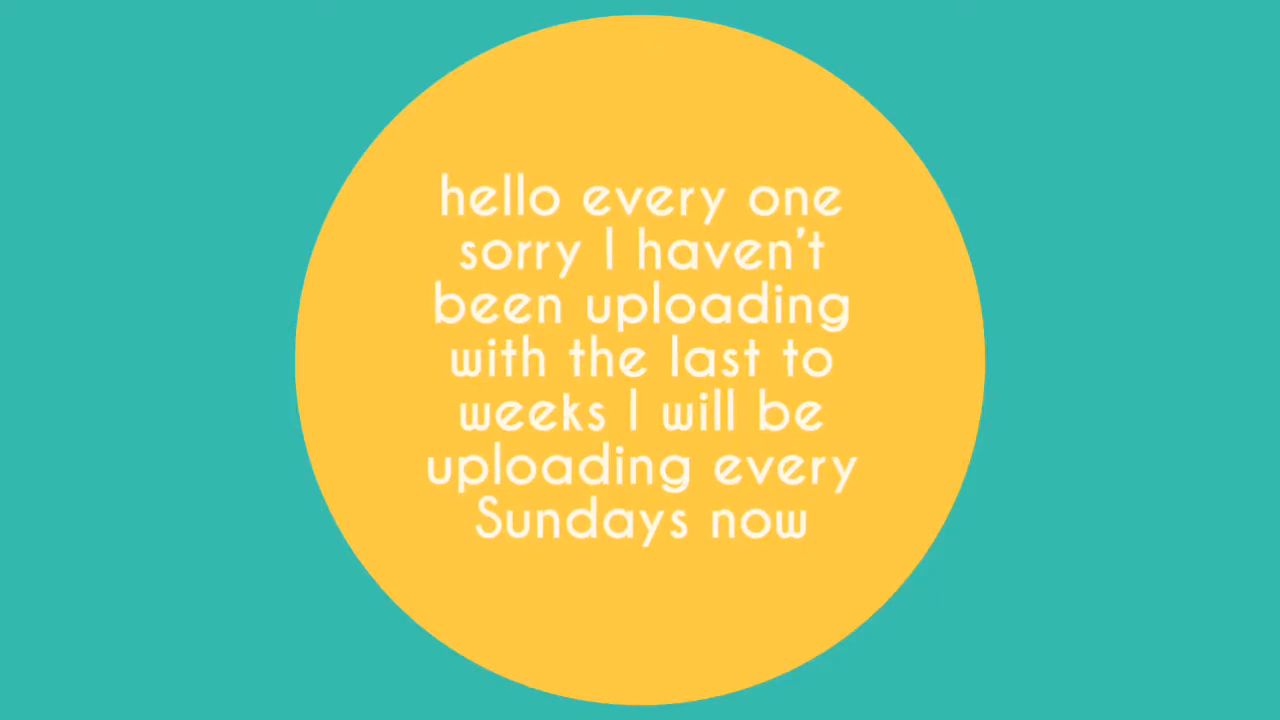 hello every one
sorry I haven't
been uploading
with the last to
weeks I will be
uploading every
Sundays now